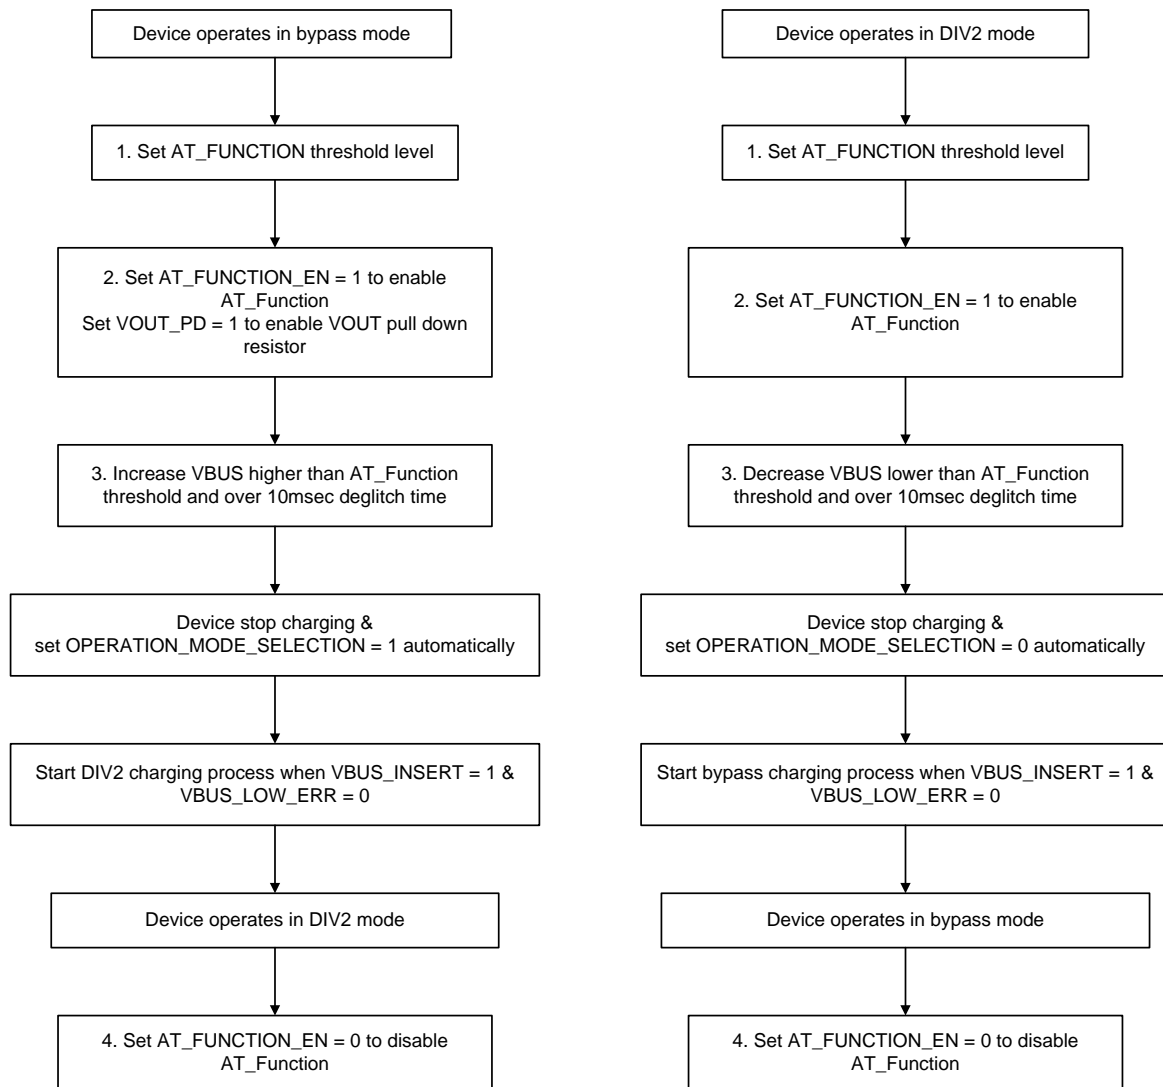 Device operates in bypass mode
1. Set AT_FUNCTION threshold level
2. Set AT_FUNCTION_EN = 1 to enable
AT_Function
Set VOUT_PD = 1 to enable VOUT pull down
resistor
3. Increase VBUS higher than AT_Function
threshold and over 10msec deglitch time
Device stop charging &
set OPERATION_MODE_SELECTION = 1 automatically
Start DIV2 charging process when VBUS_INSERT = 1 &
VBUS_LOW_ERR = 0
Device operates in DIV2 mode
4. Set AT_FUNCTION_EN = 0 to disable
AT_Function
Device operates in DIV2 mode
1. Set AT_FUNCTION threshold level
2. Set AT_FUNCTION_EN = 1 to enable
AT_Function
3. Decrease VBUS lower than AT_Function
threshold and over 10msec deglitch time
Device stop charging &
set OPERATION_MODE_SELECTION = 0 automatically
Start bypass charging process when VBUS_INSERT = 1 &
VBUS_LOW_ERR = 0
Device operates in bypass mode
4. Set AT_FUNCTION_EN = 0 to disable
AT_Function